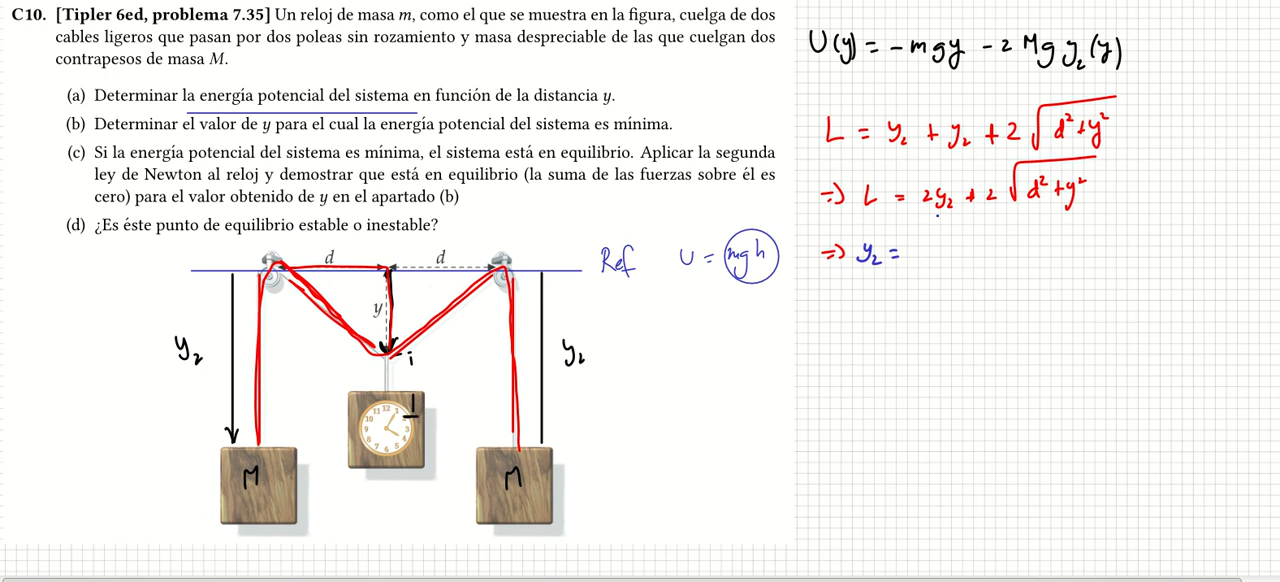 C10. [Tipler 6ed, problema 7.35] Un reloj de masa m, como el que se muestra en la figura, cuelga de dos
cables ligeros que pasan por dos poleas sin rozamiento y masa despreciable de las que cuelgan dos
contrapesos de masa M.
(a) Determinar la energía potencial del sistema en función de la distancia y.
(b) Determinar el valor de y para el cual la energía potencial del sistema es mínima.
(c) Si la energía potencial del sistema es mínima, el sistema está en equilibrio. Aplicar la segunda
ley de Newton al reloj y demostrar que está en equilibrio (la suma de las fuerzas sobre él es
cero) para el valor obtenido de y en el apartado (b)
(d) ¿Es éste punto de equilibrio estable o inestable?
U(y) = -mgy - 2Mgy₂(y)
L = y₂ + y₂ + 2√(d²+y²)
=> L = 2y₂ + 2√(d²+y²)
=> y₂ =
Ref U = mgh
d d
y
y₂ y₂
M M